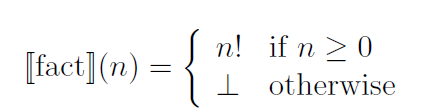 ⟦fact⟧(n) = { n! if n ≥ 0
⊥ otherwise